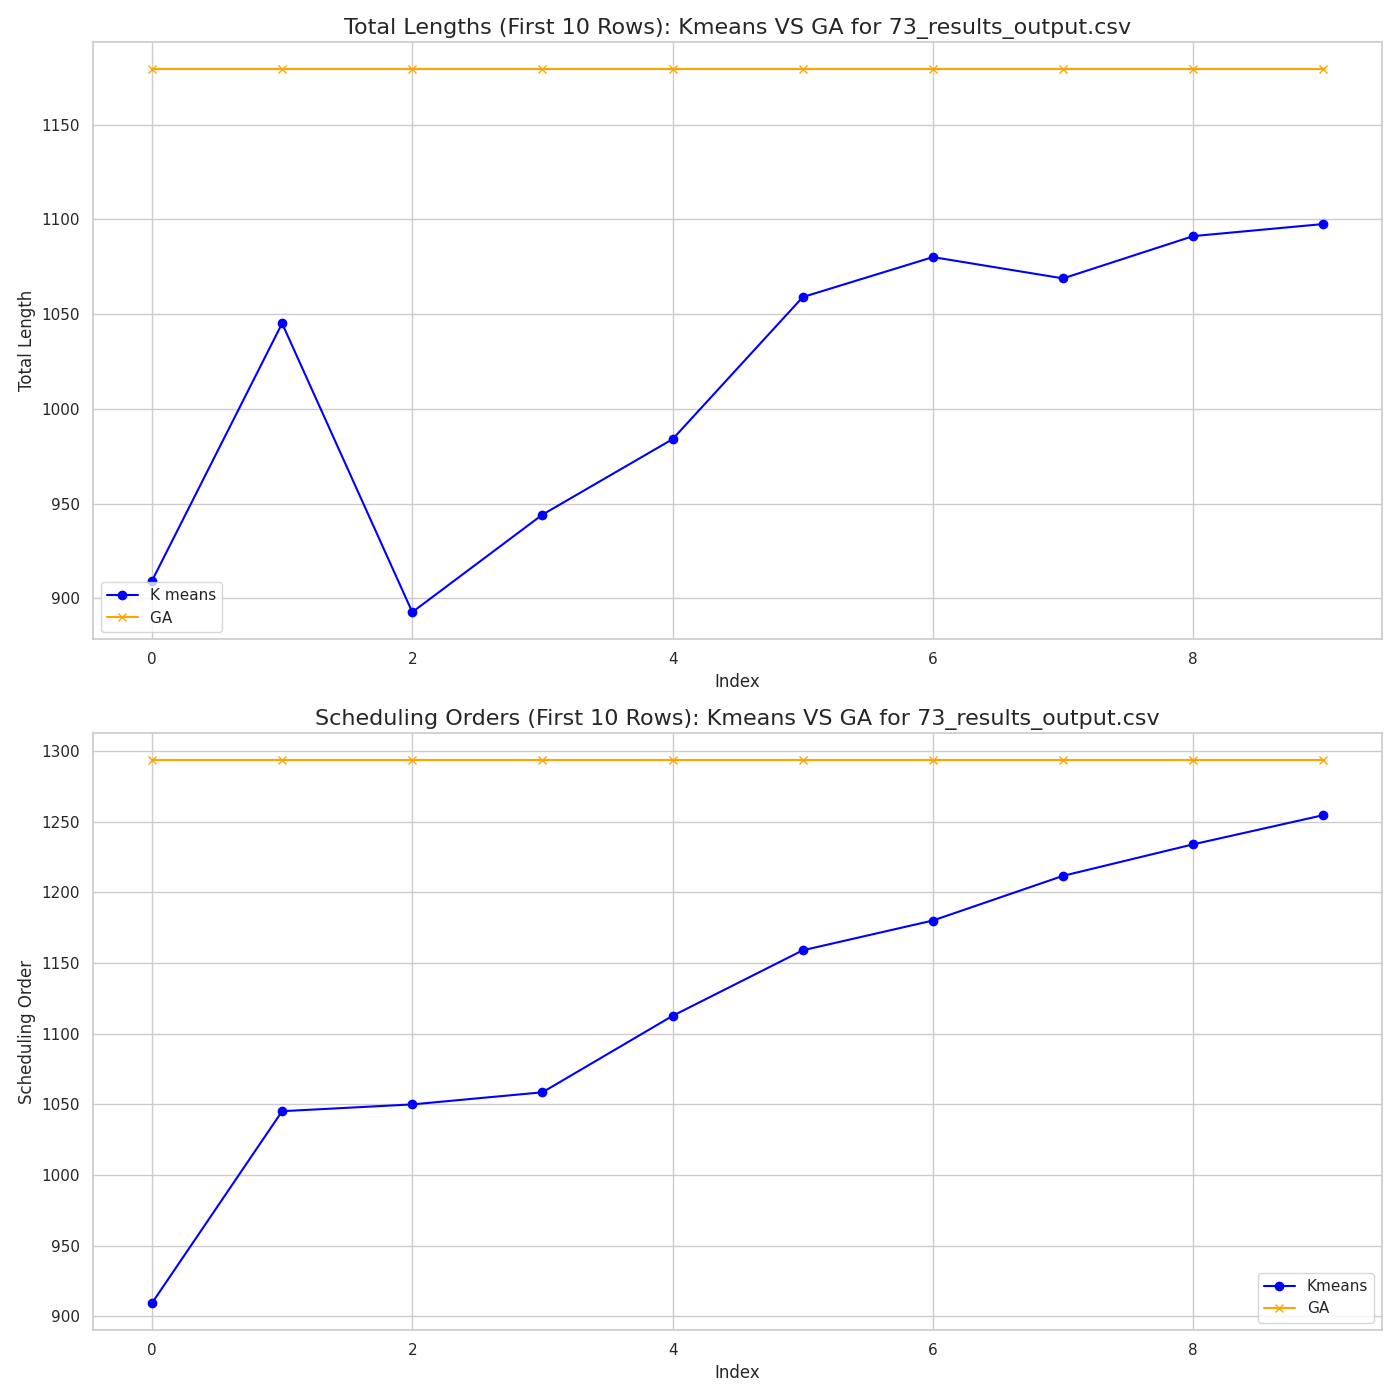 Total Lengths (First 10 Rows): Kmeans VS GA for 73_results_output.csv
1150
1100
1050
1000
950
900
Total Length
K means
GA
0 2 4 6 8
Index
Scheduling Orders (First 10 Rows): Kmeans VS GA for 73_results_output.csv
1300
1250
1200
1150
1100
1050
1000
950
900
Scheduling Order
Kmeans
GA
0 2 4 6 8
Index